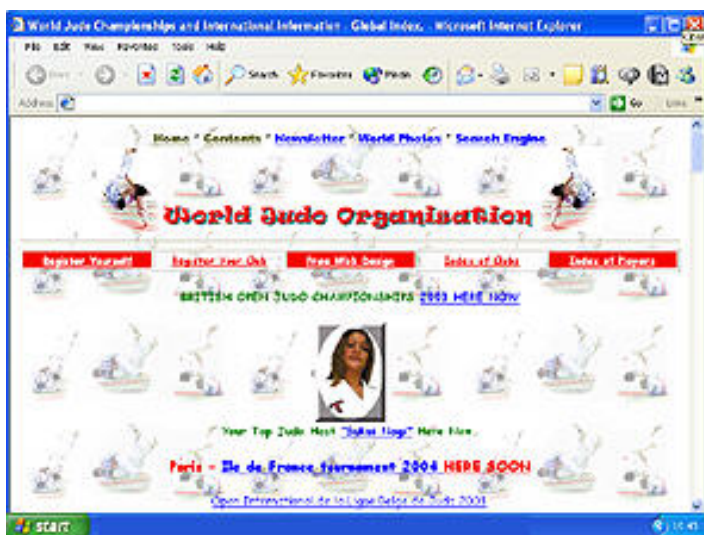 World Judo Championships and International Information - Global Index. - Microsoft Internet Explorer
File Edit View Favorites Tools Help
Search Favorites Media
Address Go Links
Home * Contents * Newsletter * World Photos * Search Engine
World Judo Organisation
Register Yourself Register Your Club Free Web Design Index of Clubs Index of Players
BRITISH OPEN JUDO CHAMPIONSHIPS 2003 HERE NOW
Your Top Judo Host Here Now.
Paris - Ile de France tournament 2004 HERE SOON
Open International de la Ligue Belge de Judo
start